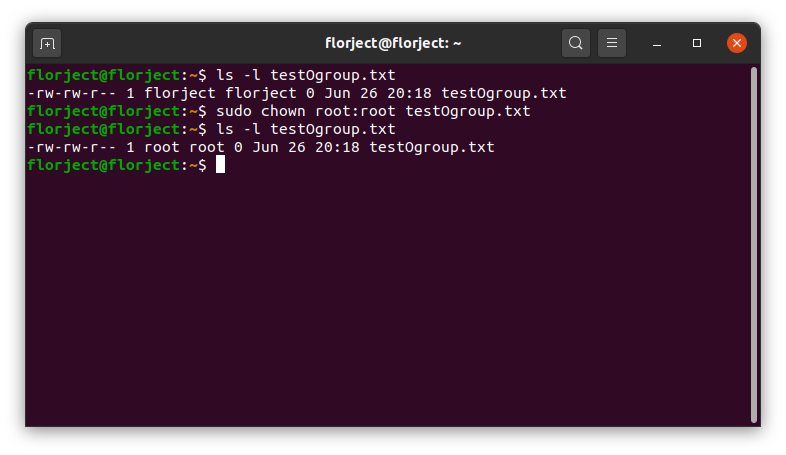 florject@florject: ~
florject@florject:~$ ls -l testOgroup.txt
-rw-rw-r-- 1 florject florject 0 Jun 26 20:18 testOgroup.txt
florject@florject:~$ sudo chown root:root testOgroup.txt
florject@florject:~$ ls -l testOgroup.txt
-rw-rw-r-- 1 root root 0 Jun 26 20:18 testOgroup.txt
florject@florject:~$